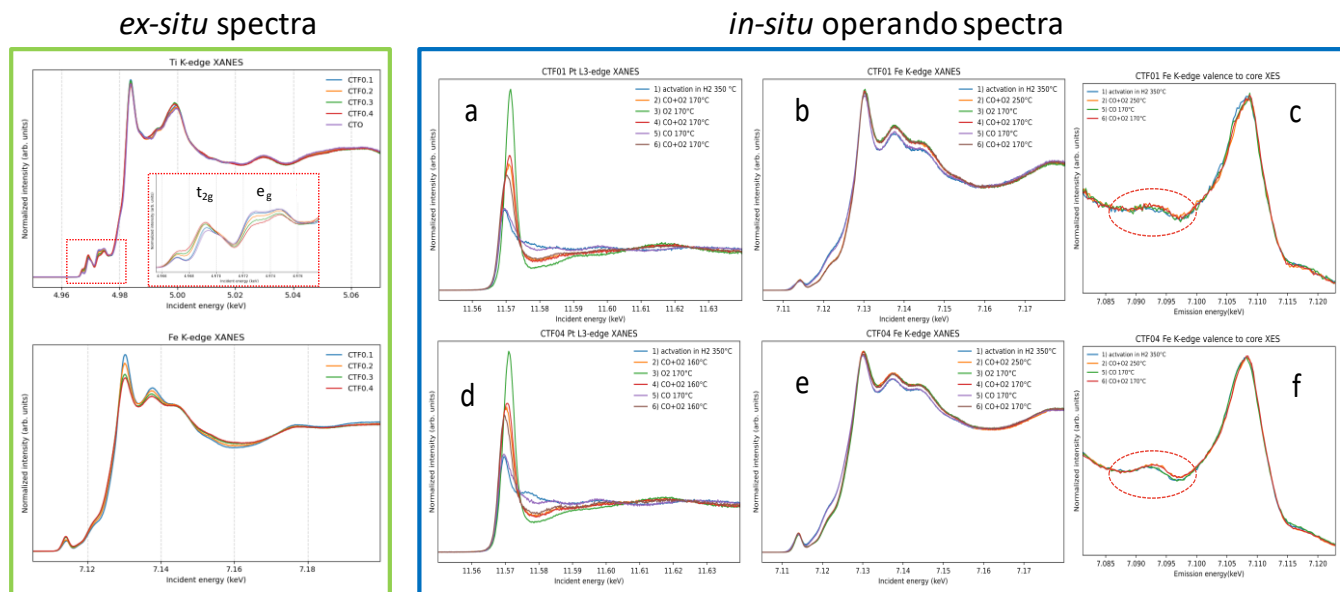 ex-situ spectra
in-situ operando spectra
Ti K-edge XANES
CTF0.1
CTF0.2
CTF0.3
CTF0.4
CTO
t2g
eg
Normalized intensity (arb. units)
4.96 4.98 5.00 5.02 5.04 5.06
Incident energy (keV)
Fe K-edge XANES
CTF0.1
CTF0.2
CTF0.3
CTF0.4
Normalized intensity (arb. units)
7.12 7.14 7.16 7.18
Incident energy (keV)
CTF01 Pt L3-edge XANES
a
1) actvation in H2 350 °C
2) CO+O2 170°C
3) O2 170°C
4) CO+O2 170°C
5) CO 170°C
6) CO+O2 170°C
Normalized intensity (arb. units)
11.56 11.57 11.58 11.59 11.60 11.61 11.62 11.63
Incident energy (keV)
CTF01 Fe K-edge XANES
b
1) actvation in H2 350°C
2) CO+O2 250°C
3) O2 170°C
4) CO+O2 170°C
5) CO 170°C
6) CO+O2 170°C
Normalized intensity (arb. units)
7.11 7.12 7.13 7.14 7.15 7.16 7.17
Incident energy (keV)
CTF01 Fe K-edge valence to core XES
c
1) actvation in H2 350°C
2) CO+O2 250°C
5) CO 170°C
6) CO+O2 170°C
Normalized intensity (arb. units)
7.085 7.090 7.095 7.100 7.105 7.110 7.115 7.120
Emission energy(keV)
CTF04 Pt L3-edge XANES
d
1) actvation in H2 350°C
2) CO+O2 160°C
3) O2 170°C
4) CO+O2 160°C
5) CO 170°C
6) CO+O2 160°C
Normalized intensity (arb. units)
11.56 11.57 11.58 11.59 11.60 11.61 11.62 11.63
Incident energy (keV)
CTF04 Fe K-edge XANES
e
1) actvation in H2 350°C
2) CO+O2 250°C
3) O2 170°C
4) CO+O2 170°C
5) CO 170°C
6) CO+O2 170°C
Normalized intensity (arb. units)
7.11 7.12 7.13 7.14 7.15 7.16 7.17
Incident energy (keV)
CTF04 Fe K-edge valence to core XES
f
1) actvation in H2 350°C
2) CO+O2 250°C
5) CO 170°C
6) CO+O2 170°C
Normalized intensity (arb. units)
7.085 7.090 7.095 7.100 7.105 7.110 7.115 7.120
Emission energy(keV)